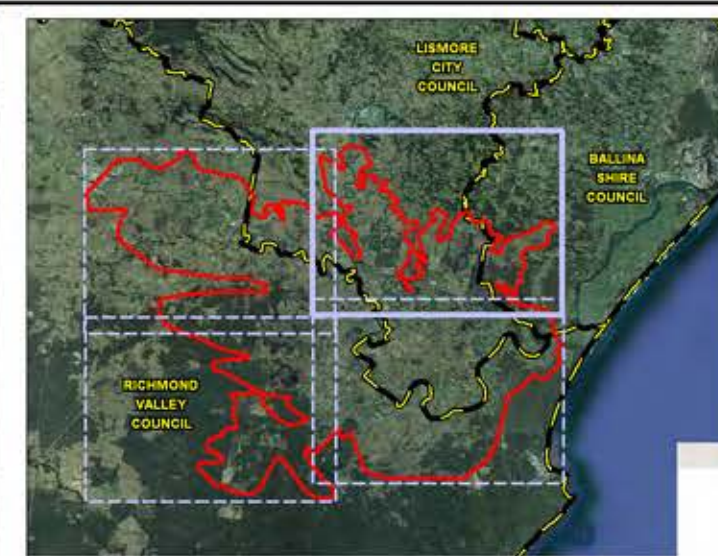 LISMORE
CITY
COUNCIL
BALLINA
SHIRE
COUNCIL
RICHMOND
VALLEY
COUNCIL